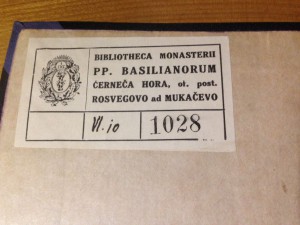 BIBLIOTHECA MONASTERII
PP. BASILIANORUM
ČERNEČA HORA, ot. post.
ROSVEGOVO ad MUKAČEVO
VI. 10
1028